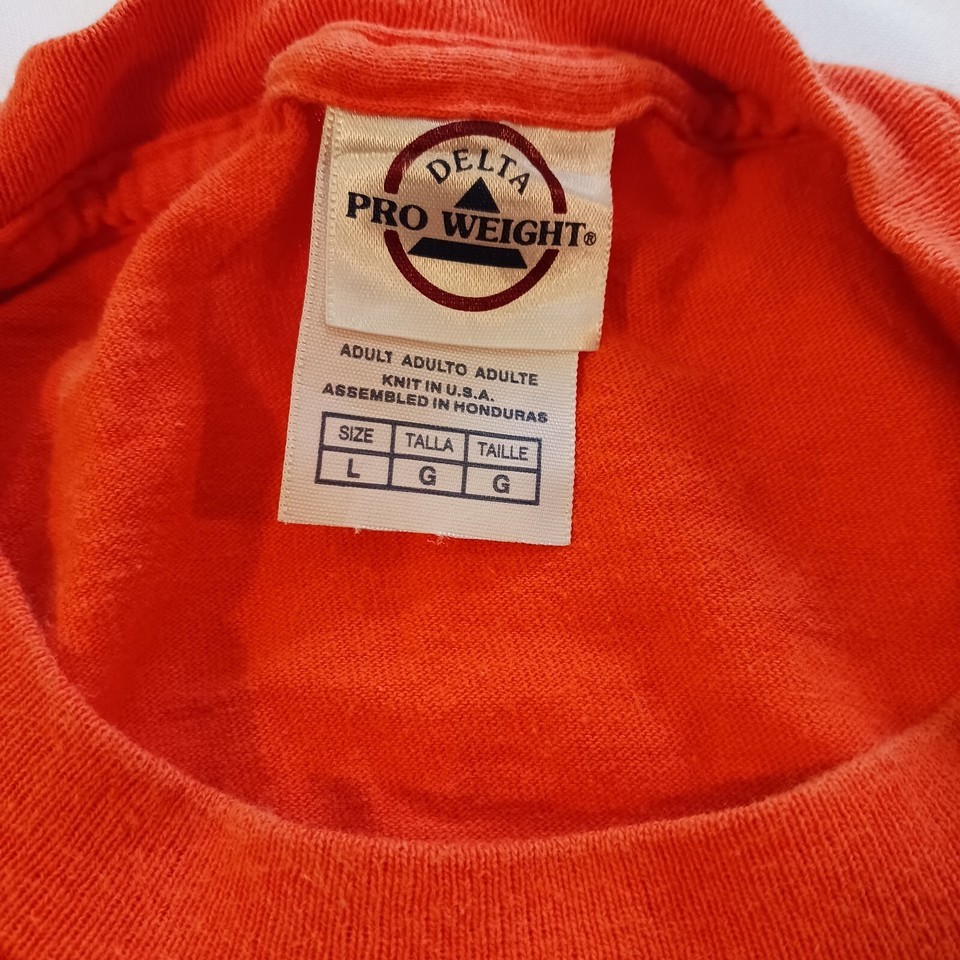 DELTA
PRO WEIGHT®
ADULT ADULTO ADULTE
KNIT IN U.S.A.
ASSEMBLED IN HONDURAS
SIZE TALLA TAILLE
L G G